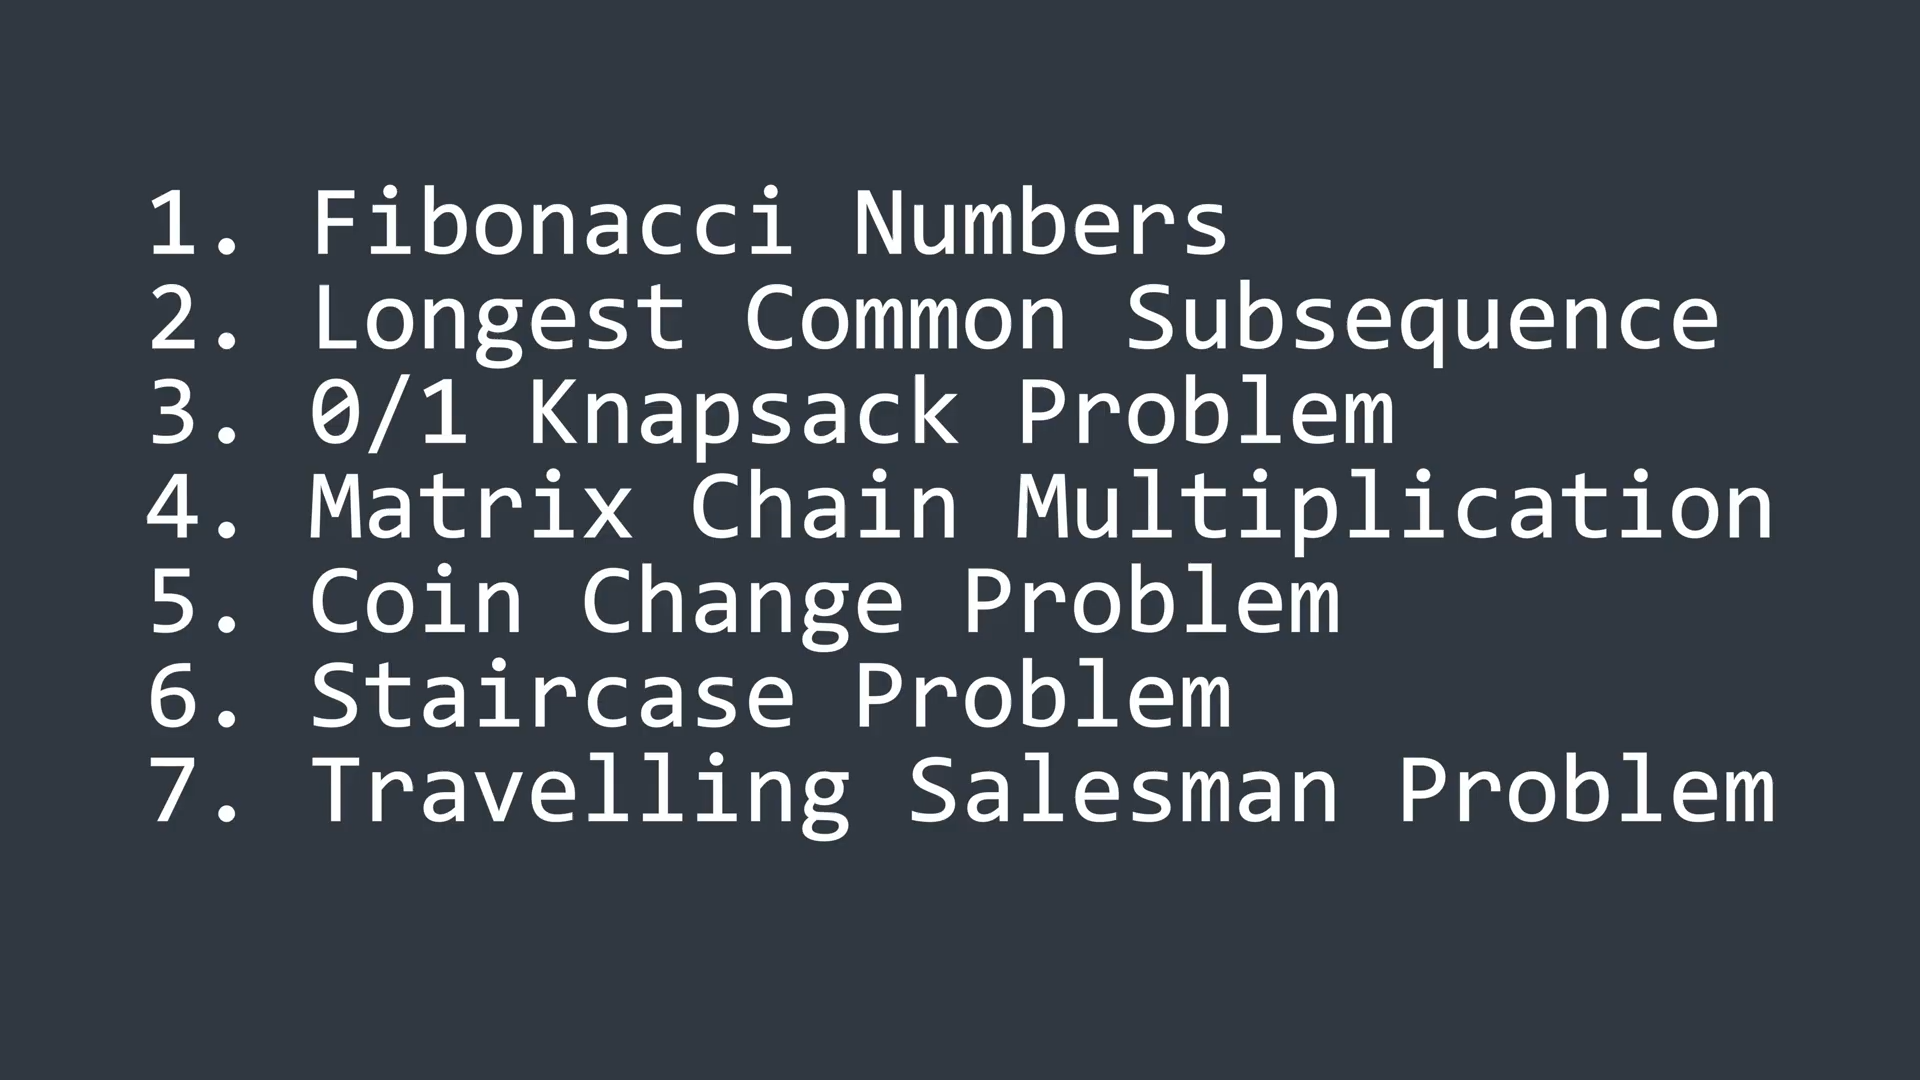 1. Fibonacci Numbers
2. Longest Common Subsequence
3. 0/1 Knapsack Problem
4. Matrix Chain Multiplication
5. Coin Change Problem
6. Staircase Problem
7. Travelling Salesman Problem